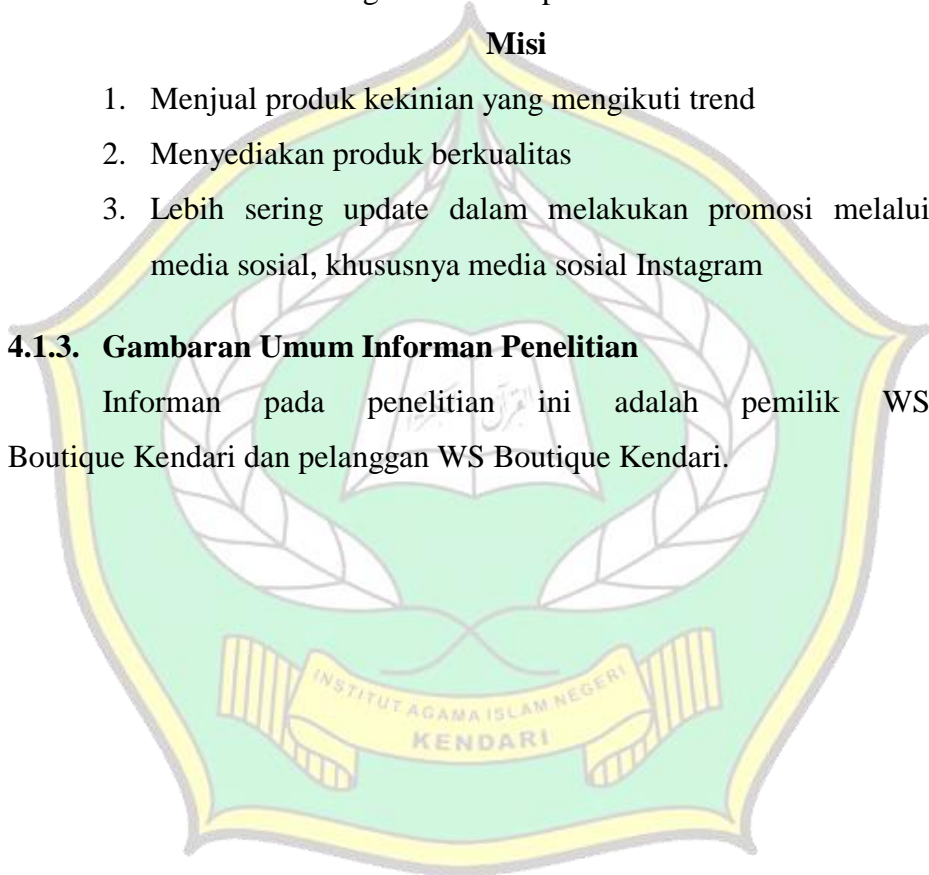 Misi
1. Menjual produk kekinian yang mengikuti trend
2. Menyediakan produk berkualitas
3. Lebih sering update dalam melakukan promosi melalui
media sosial, khususnya media sosial Instagram
4.1.3. Gambaran Umum Informan Penelitian
Informan pada penelitian ini adalah pemilik WS
Boutique Kendari dan pelanggan WS Boutique Kendari.
INSTITUT AGAMA ISLAM NEGERI
KENDARI